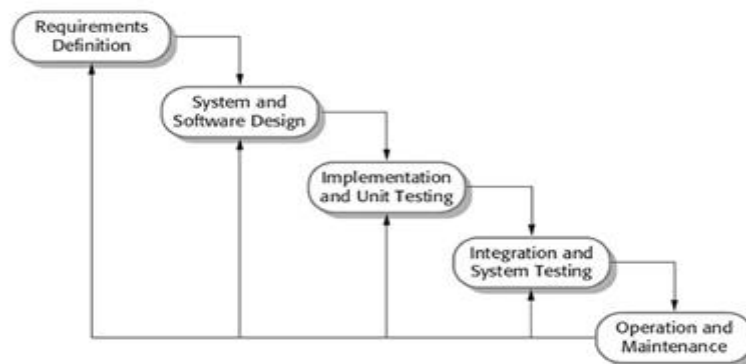 Requirements
Definition
System and
Software Design
Implementation
and Unit Testing
Integration and
System Testing
Operation and
Maintenance